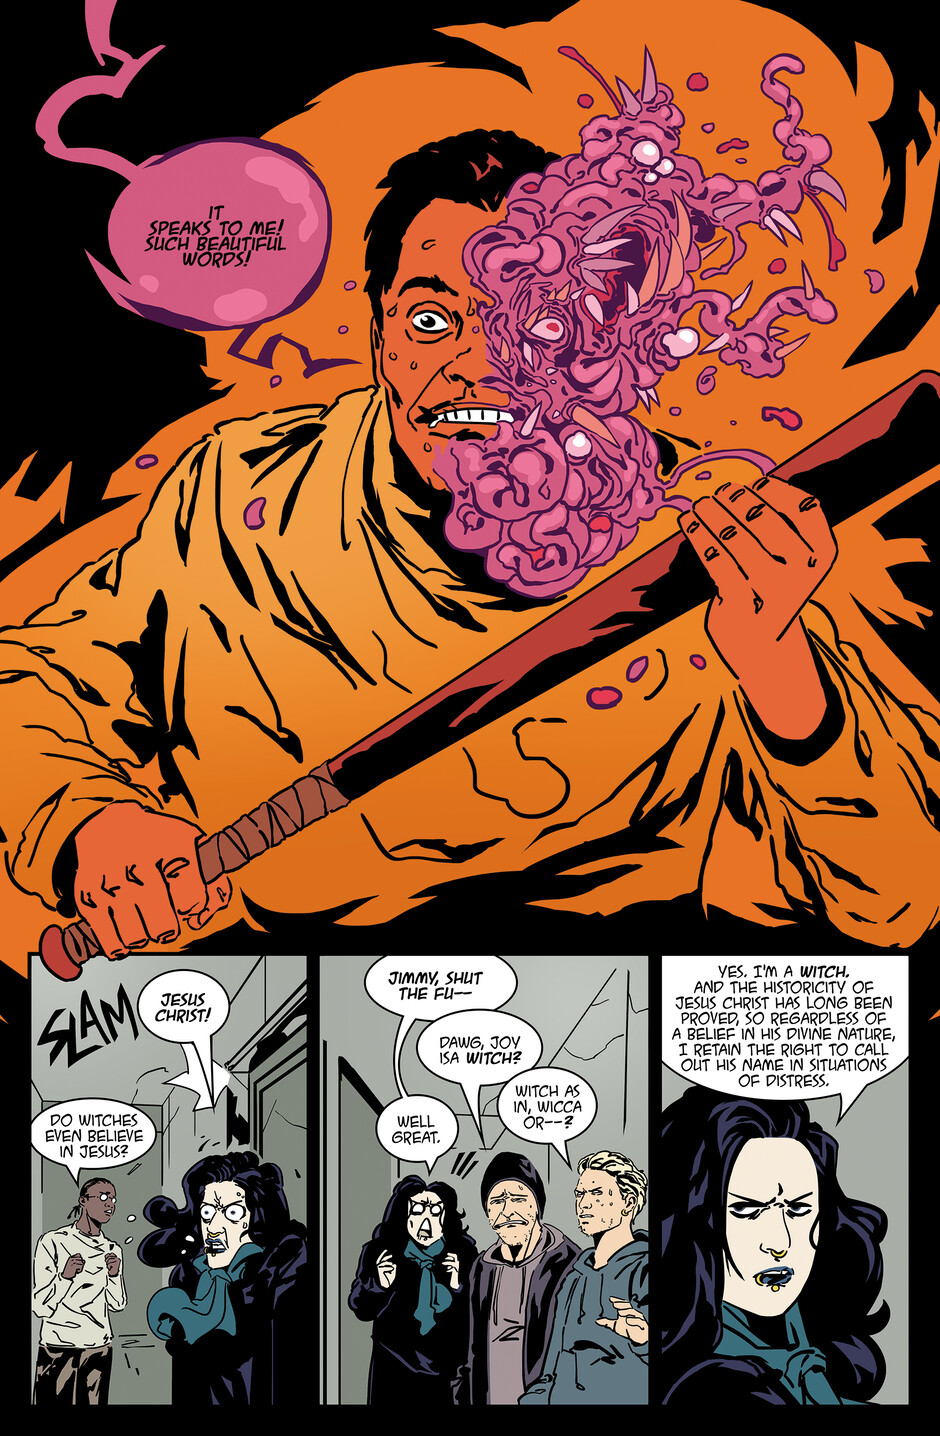 IT
SPEAKS TO ME!
SUCH BEAUTIFUL
WORDS!
SLAM
JESUS
CHRIST!
DO WITCHES
EVEN BELIEVE
IN JESUS?
JIMMY, SHUT
THE FU--
DAWG, JOY
ISA WITCH?
WITCH AS
IN, WICCA
OR--?
WELL
GREAT.
YES. I'M A WITCH.
AND THE HISTORICITY OF
JESUS CHRIST HAS LONG BEEN
PROVED, SO REGARDLESS OF
A BELIEF IN HIS DIVINE NATURE,
I RETAIN THE RIGHT TO CALL
OUT HIS NAME IN SITUATIONS
OF DISTRESS.